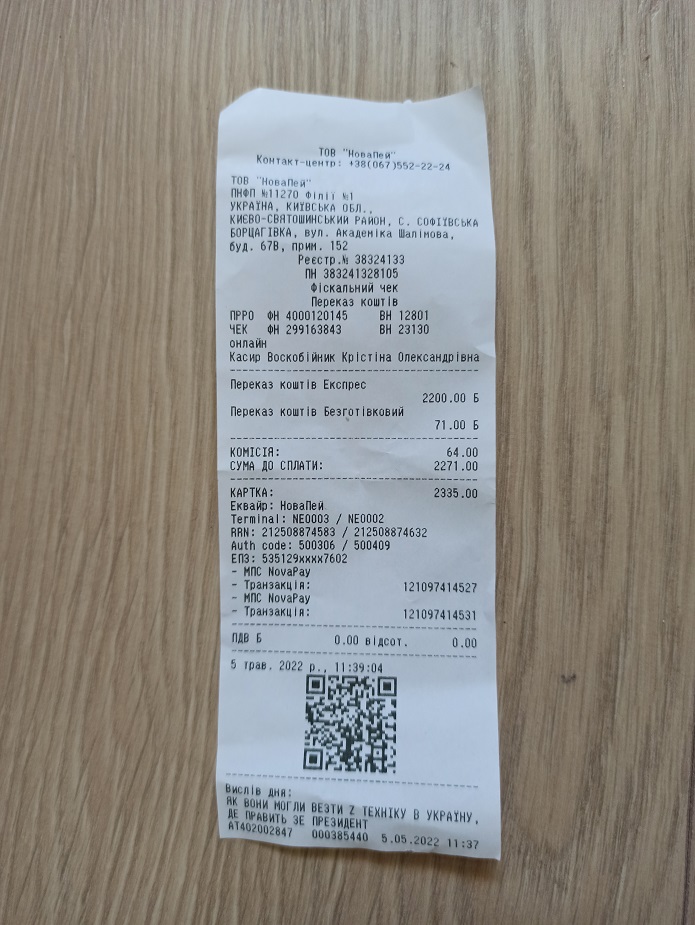 ТОВ "НоваПей"
Контакт-центр: +38(067)552-22-24
ТОВ "НоваПей"
ПНФП №11270 Філії №1
УКРАЇНА, КИЇВСЬКА ОБЛ.,
КИЄВО-СВЯТОШИНСЬКИЙ РАЙОН, С. СОФІЇВСЬКА
БОРЩАГІВКА, вул. Академіка Шалімова,
буд. 67В, прим. 152
Реєстр.№ 38324133
ПН 383241328105
Фіскальний чек
Переказ коштів
ПРРО ФН 4000120145 ВН 12801
ЧЕК ФН 299163843 ВН 23130
онлайн
Касир Воскобійник Крістіна Олександрівна
Переказ коштів Експрес
2200.00 Б
Переказ коштів Безготівковий
71.00 Б
КОМІСІЯ: 64.00
СУМА ДО СПЛАТИ: 2271.00
КАРТКА: 2335.00
Еквайр: НоваПей
Terminal: NE0003 / NE0002
RRN: 212508874583 / 212508874632
Auth code: 500306 / 500409
ЕПЗ: 535129xxxx7602
- МПС NovaPay
- Транзакція: 121097414527
- МПС NovaPay
- Транзакція: 121097414531
ПДВ Б 0.00 відсот. 0.00
5 трав. 2022 р., 11:39:04
Вислів дня:
ЯК ВОНИ МОГЛИ ВЕЗТИ Z ТЕХНІКУ В УКРАЇНУ,
ДЕ ПРАВИТЬ ЗЕ ПРЕЗИДЕНТ
АТ402002847 000385440 5.05.2022 11:37